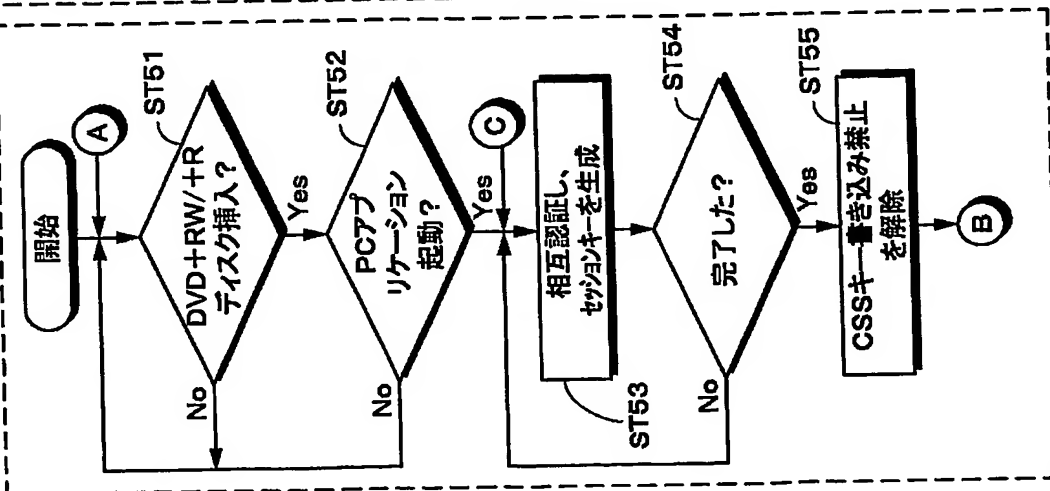 開始
A
ST51
DVD+RW/+R
ディスク挿入?
No
Yes
ST52
PCアプ
リケーション
起動?
No
Yes
C
相互認証し、
セッションキーを生成
ST53
ST54
完了した?
No
Yes
ST55
CSSキー書き込み禁止
を解除
B